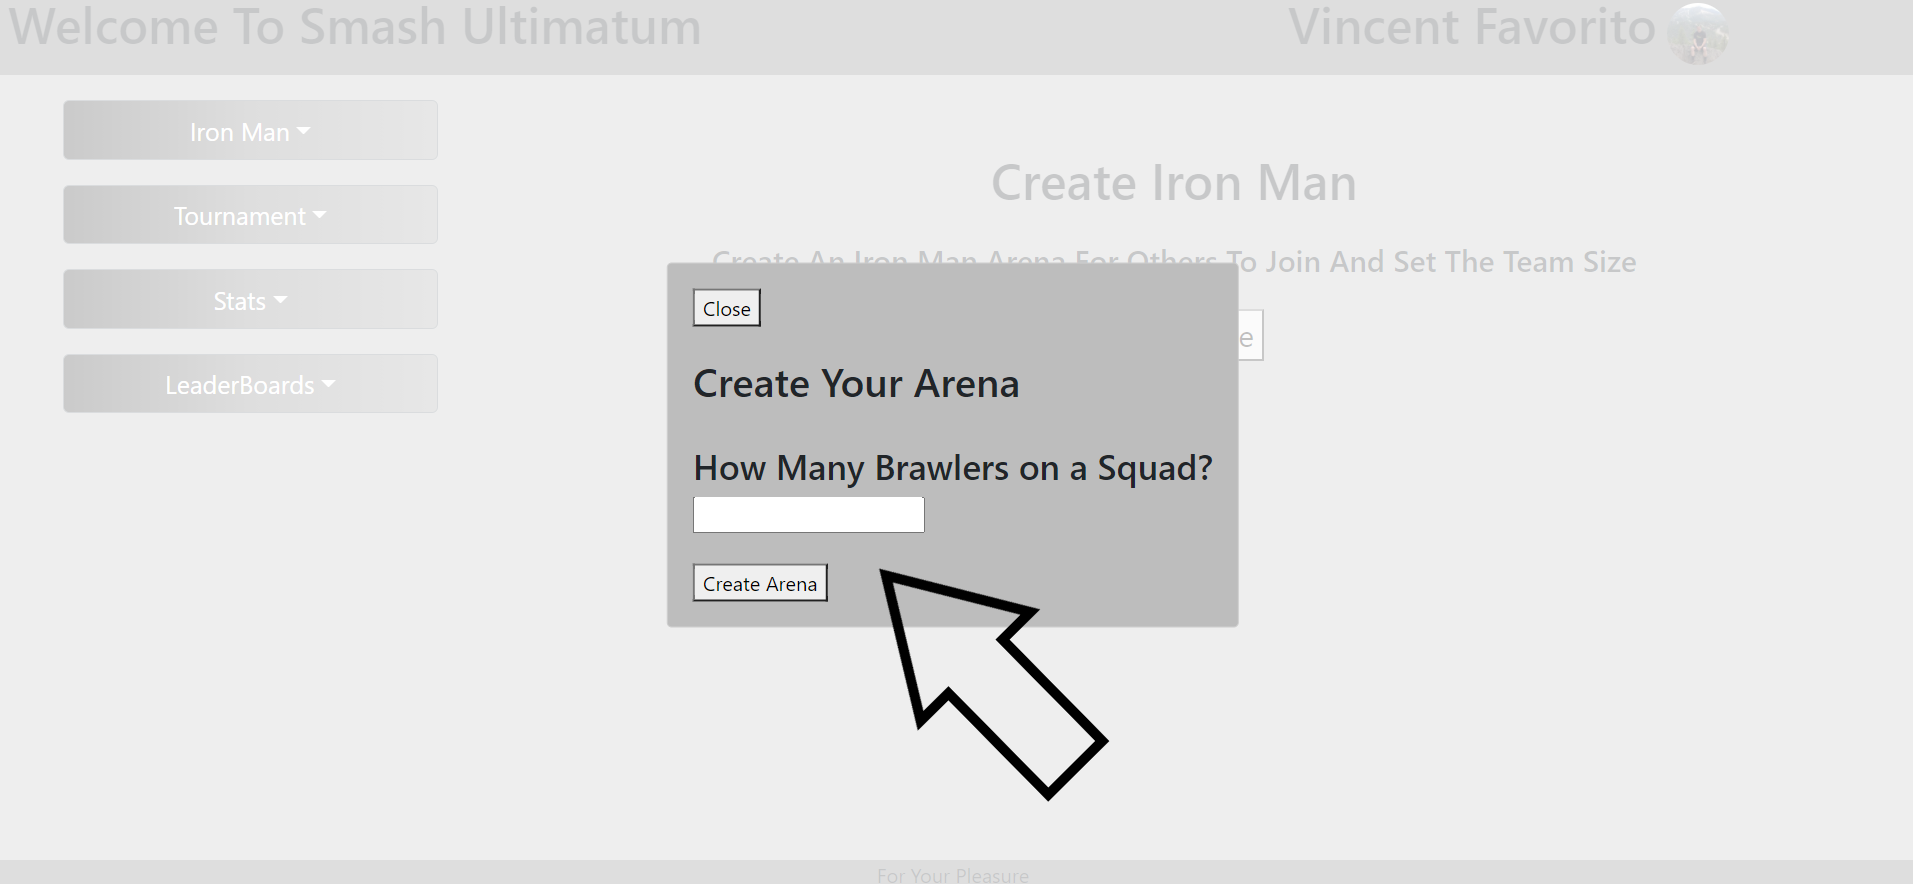 Welcome To Smash Ultimatum
Vincent Favorito
Iron Man
Tournament
Stats
LeaderBoards
Create Iron Man
Create An Iron Man Arena For Others To Join And Set The Team Size
Close
Create Your Arena
How Many Brawlers on a Squad?
Create Arena
For Your Pleasure